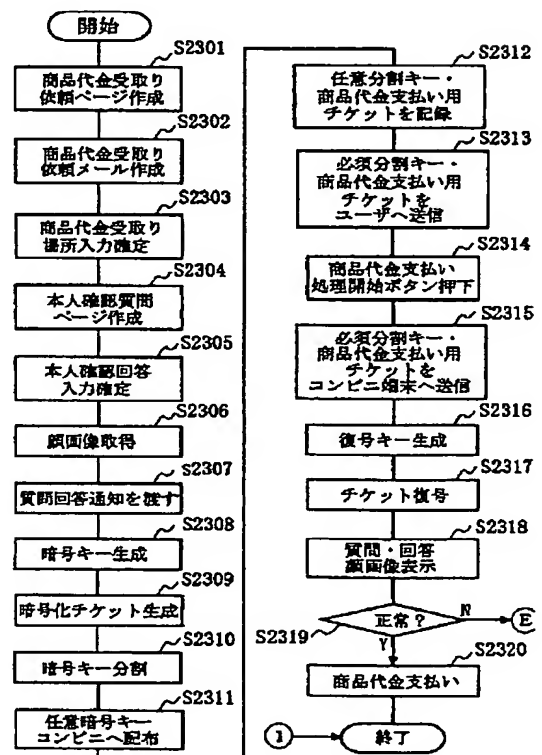 開始
S2301
商品代金受取り
依頼ページ作成
S2302
商品代金受取り
依頼メール作成
S2303
商品代金受取り
場所入力確定
S2304
本人確認質問
ページ作成
S2305
本人確認回答
入力確定
S2306
顔画像取得
S2307
質問回答通知を渡す
S2308
暗号キー生成
S2309
暗号化チケット生成
S2310
暗号キー分割
S2311
任意暗号キー
コンビニへ配布
S2312
任意分割キー・
商品代金支払い用
チケットを記録
S2313
必須分割キー・
商品代金支払い用
チケットを
ユーザへ送信
S2314
商品代金支払い
処理開始ボタン押下
S2315
必須分割キー・
商品代金支払い用
チケットを
コンビニ端末へ送信
S2316
復号キー生成
S2317
チケット復号
S2318
質問・回答
顔画像表示
正常？
N
E
S2319
Y
S2320
商品代金支払い
1
終了